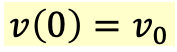 v(0) = v₀